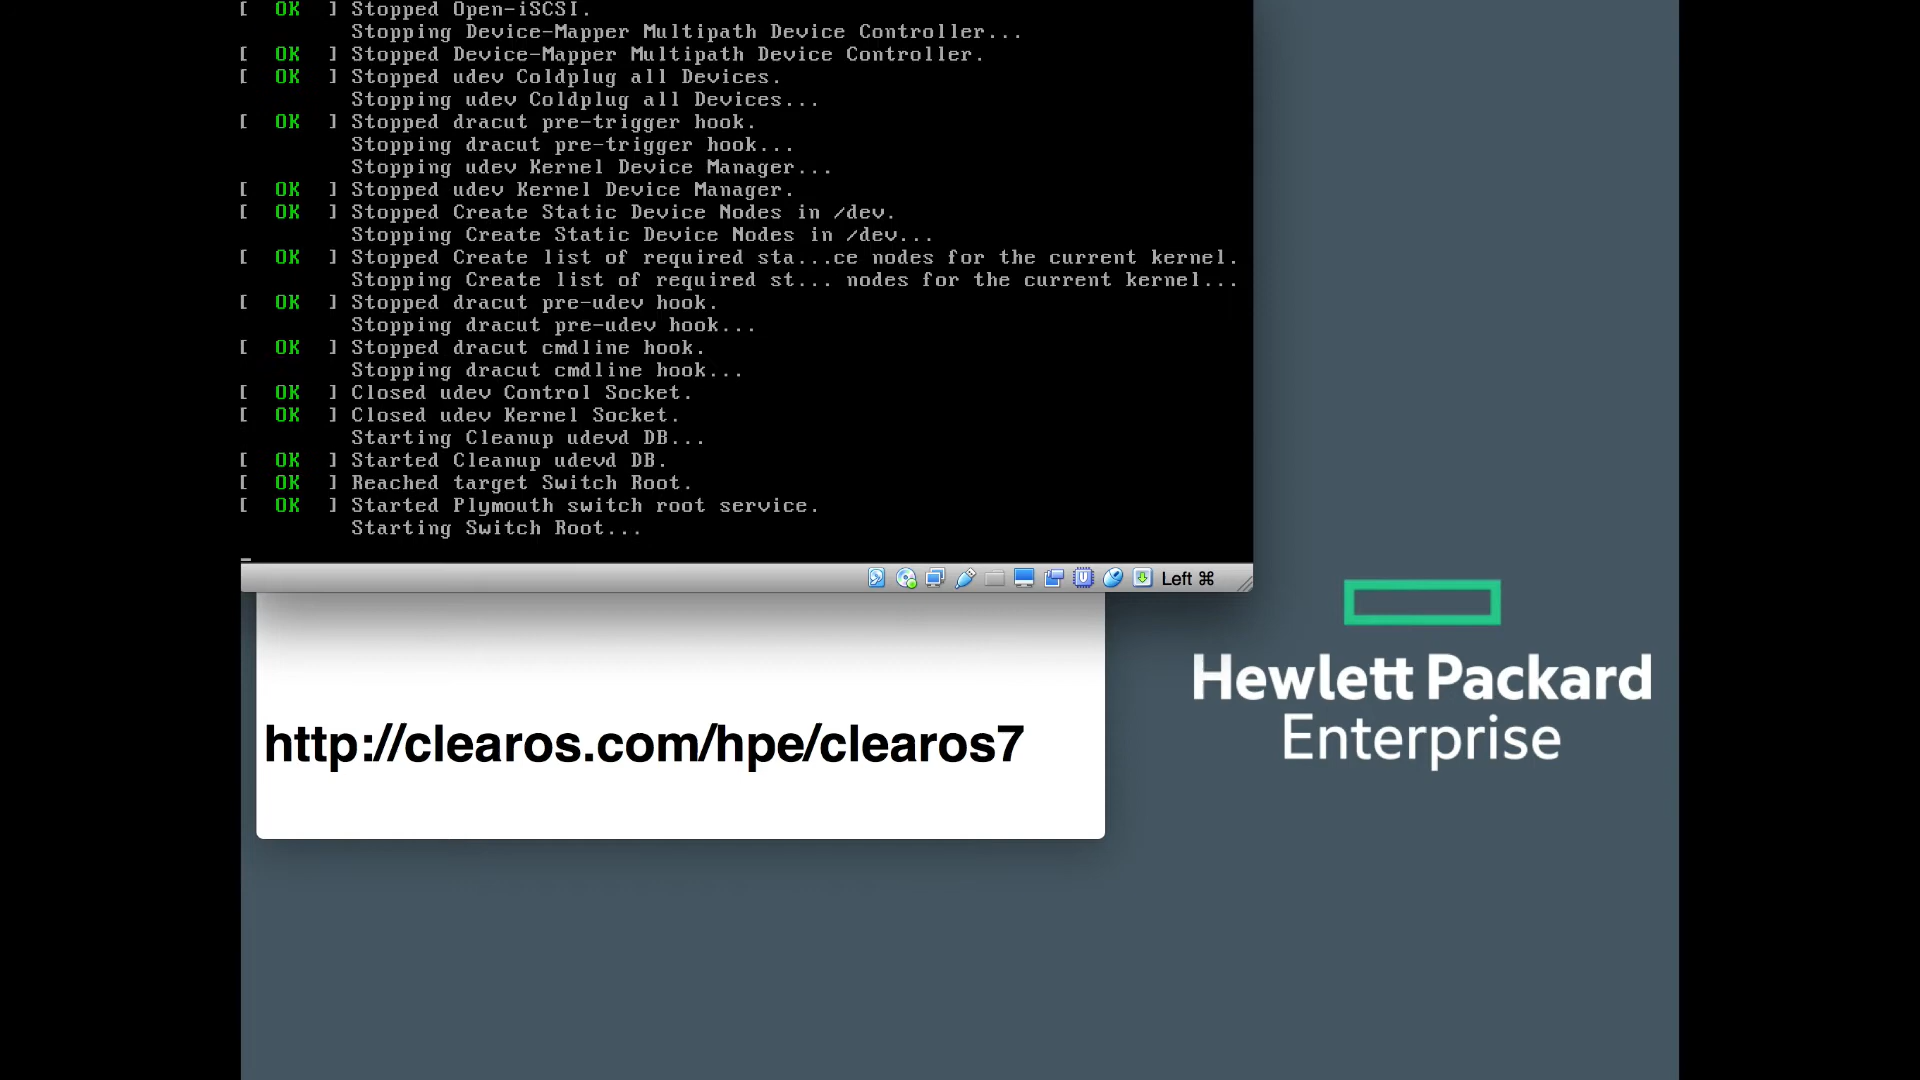 [  OK  ] Stopped Open-iSCSI.
Stopping Device-Mapper Multipath Device Controller...
[  OK  ] Stopped Device-Mapper Multipath Device Controller.
[  OK  ] Stopped udev Coldplug all Devices.
Stopping udev Coldplug all Devices...
[  OK  ] Stopped dracut pre-trigger hook.
Stopping dracut pre-trigger hook...
Stopping udev Kernel Device Manager...
[  OK  ] Stopped udev Kernel Device Manager.
[  OK  ] Stopped Create Static Device Nodes in /dev.
Stopping Create Static Device Nodes in /dev...
[  OK  ] Stopped Create list of required sta...ce nodes for the current kernel.
Stopping Create list of required st... nodes for the current kernel...
[  OK  ] Stopped dracut pre-udev hook.
Stopping dracut pre-udev hook...
[  OK  ] Stopped dracut cmdline hook.
Stopping dracut cmdline hook...
[  OK  ] Closed udev Control Socket.
[  OK  ] Closed udev Kernel Socket.
Starting Cleanup udevd DB...
[  OK  ] Started Cleanup udevd DB.
[  OK  ] Reached target Switch Root.
[  OK  ] Started Plymouth switch root service.
Starting Switch Root...
Left ⌘
http://clearos.com/hpe/clearos7
Hewlett Packard
Enterprise